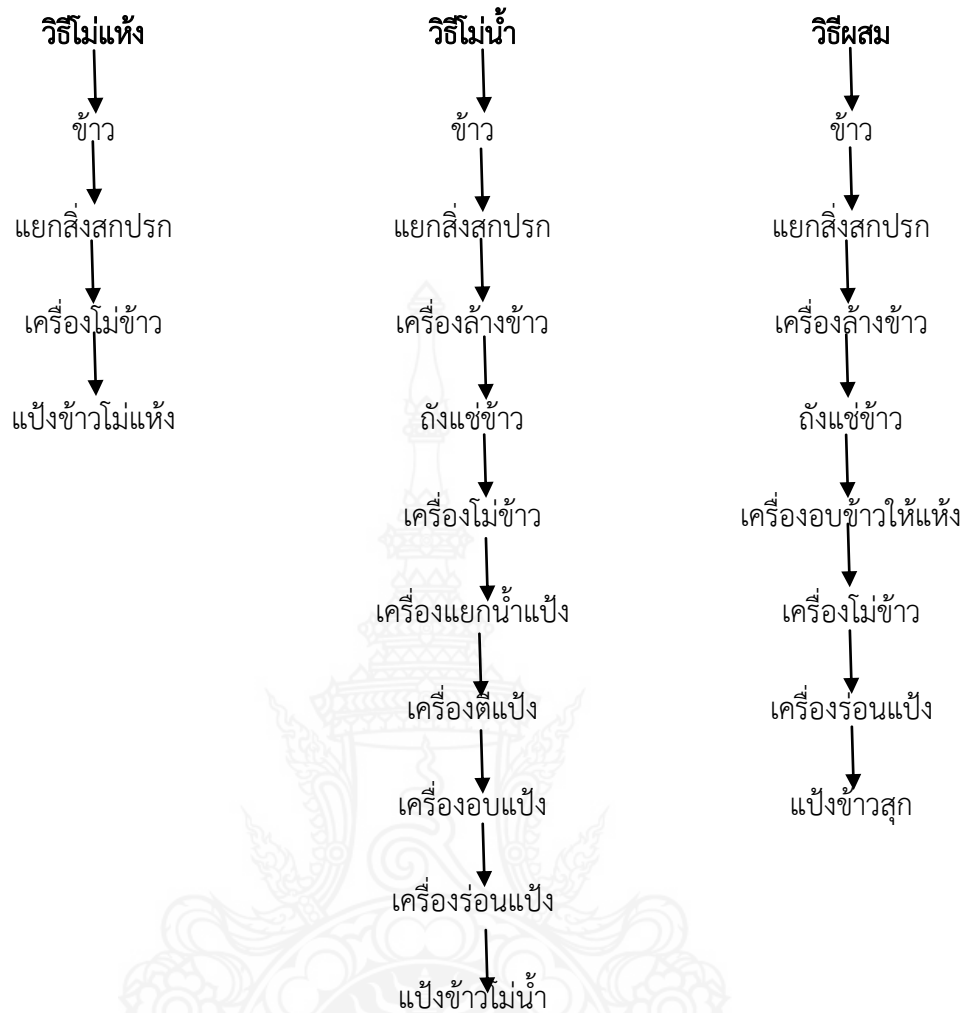 วิธีโม่แห้ง
ข้าว
แยกสิ่งสกปรก
เครื่องโม่ข้าว
แป้งข้าวโม่แห้ง
วิธีโม่น้ำ
ข้าว
แยกสิ่งสกปรก
เครื่องล้างข้าว
ถังแช่ข้าว
เครื่องโม่ข้าว
เครื่องแยกน้ำแป้ง
เครื่องตีแป้ง
เครื่องอบแป้ง
เครื่องร่อนแป้ง
แป้งข้าวโม่น้ำ
วิธีผสม
ข้าว
แยกสิ่งสกปรก
เครื่องล้างข้าว
ถังแช่ข้าว
เครื่องอบข้าวให้แห้ง
เครื่องโม่ข้าว
เครื่องร่อนแป้ง
แป้งข้าวสุก